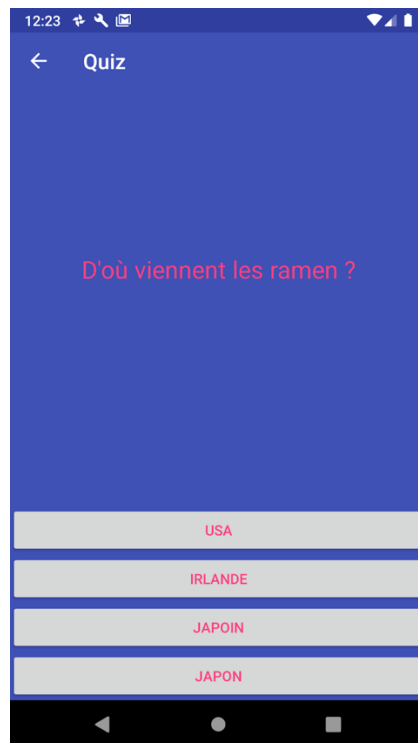 12:23
Quiz
D'où viennent les ramen ?
USA
IRLANDE
JAPOIN
JAPON